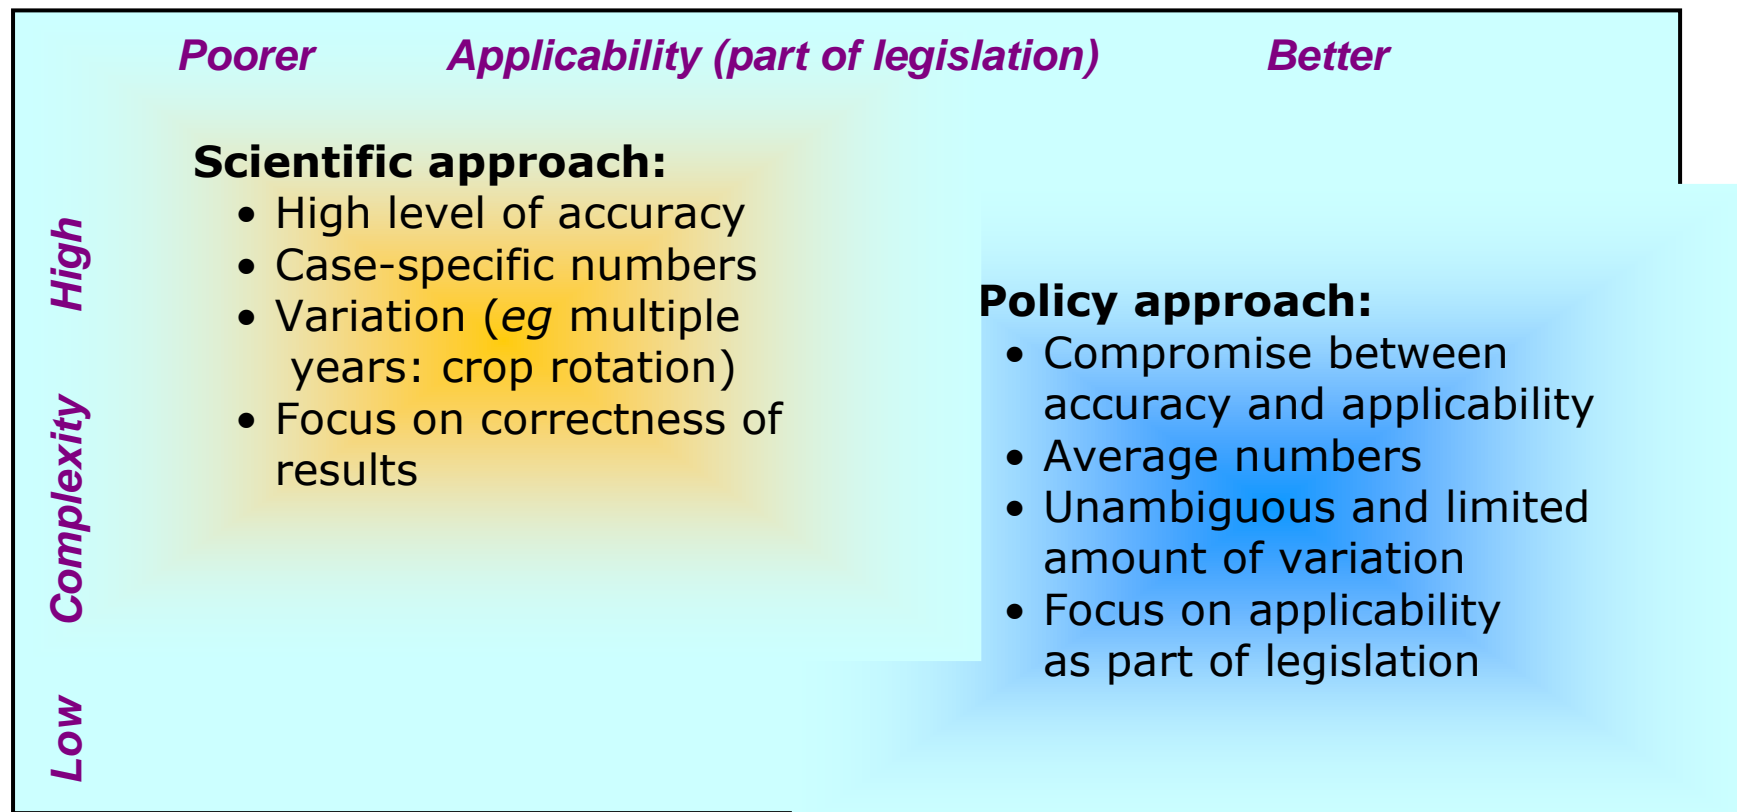 Poorer Applicability (part of legislation) Better
Scientific approach:
• High level of accuracy
• Case-specific numbers
• Variation (eg multiple
years: crop rotation)
• Focus on correctness of
results
Policy approach:
• Compromise between
accuracy and applicability
• Average numbers
• Unambiguous and limited
amount of variation
• Focus on applicability
as part of legislation
Low Complexity High